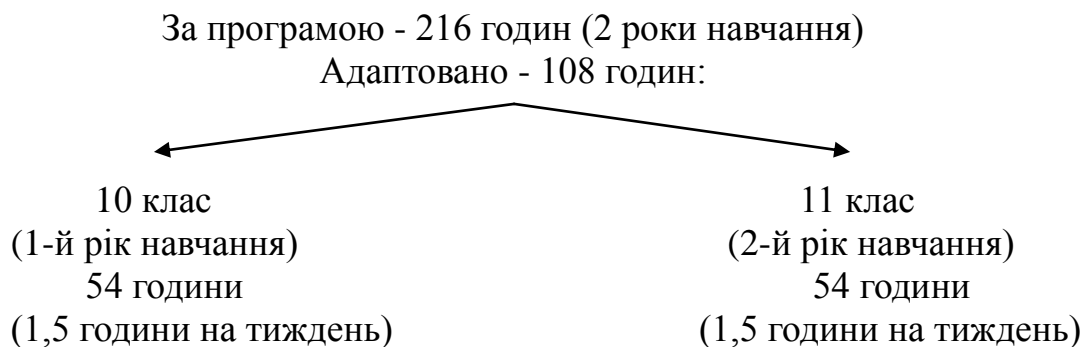 За програмою - 216 годин (2 роки навчання)
Адаптовано - 108 годин:
10 клас
(1-й рік навчання)
54 години
(1,5 години на тиждень)
11 клас
(2-й рік навчання)
54 години
(1,5 години на тиждень)